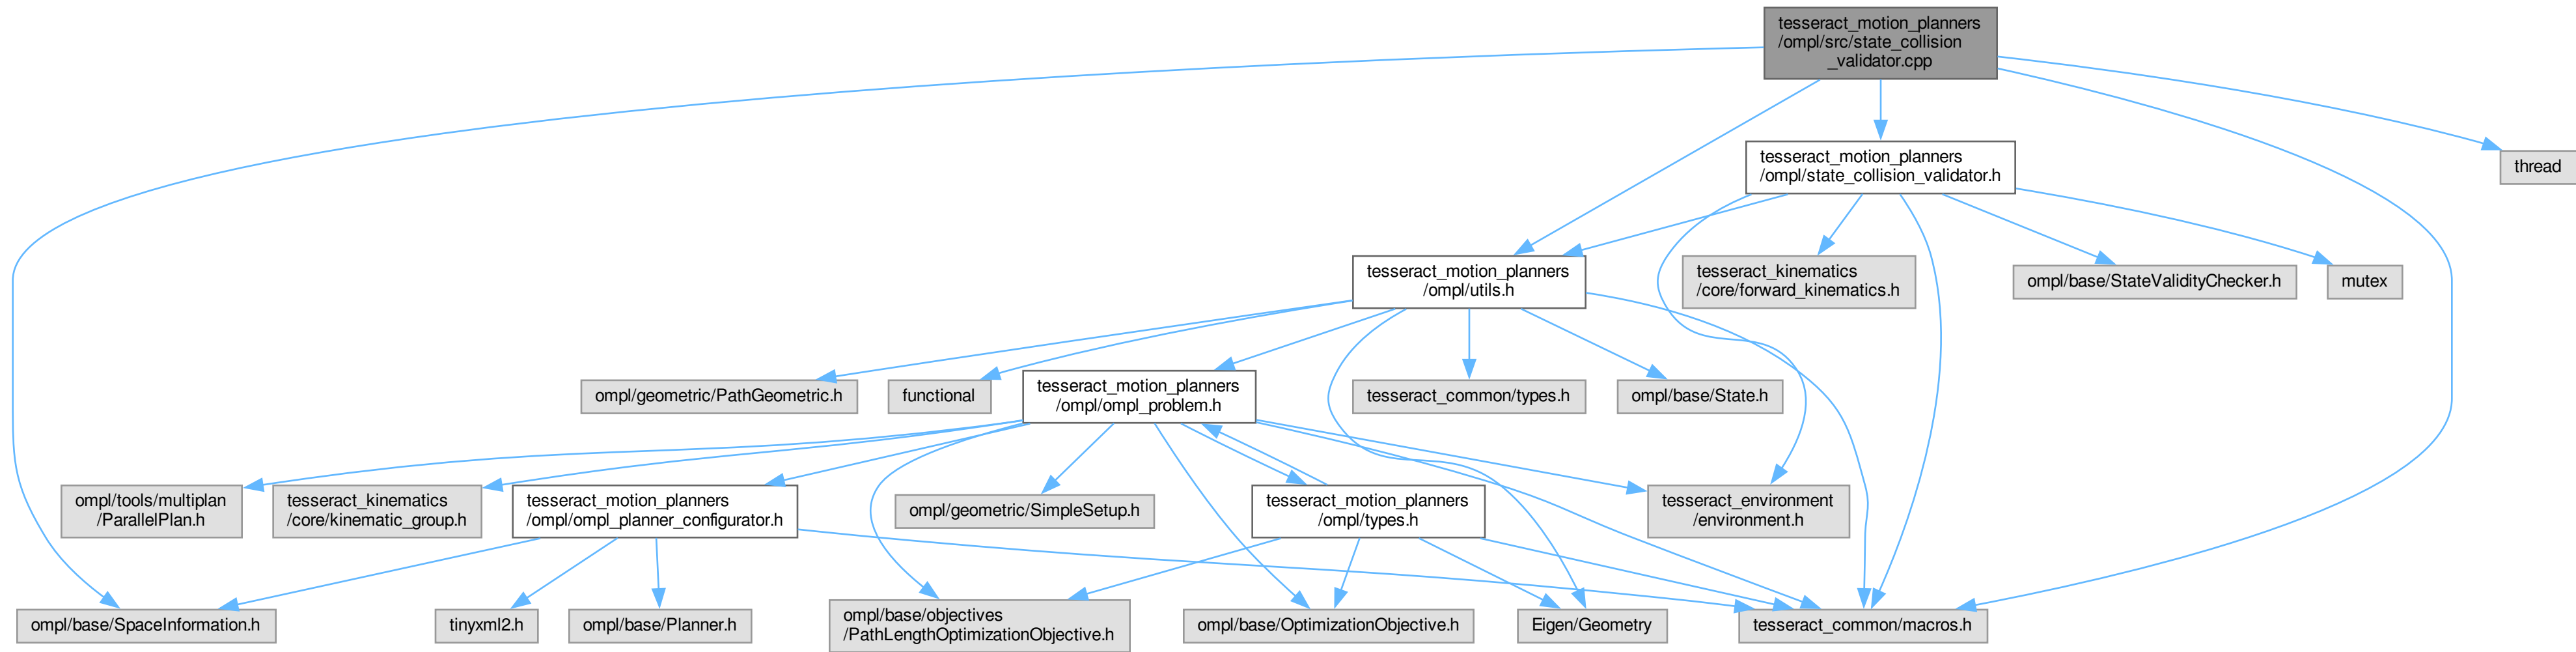 tesseract_motion_planners
/ompl/src/state_collision
_validator.cpp
tesseract_motion_planners
/ompl/state_collision_validator.h
thread
tesseract_motion_planners
/ompl/utils.h
tesseract_kinematics
/core/forward_kinematics.h
ompl/base/StateValidityChecker.h
mutex
ompl/geometric/PathGeometric.h
functional
tesseract_motion_planners
/ompl/ompl_problem.h
tesseract_common/types.h
ompl/base/State.h
ompl/tools/multiplan
/ParallelPlan.h
tesseract_kinematics
/core/kinematic_group.h
tesseract_motion_planners
/ompl/ompl_planner_configurator.h
ompl/geometric/SimpleSetup.h
tesseract_motion_planners
/ompl/types.h
tesseract_environment
/environment.h
ompl/base/SpaceInformation.h
tinyxml2.h
ompl/base/Planner.h
ompl/base/objectives
/PathLengthOptimizationObjective.h
ompl/base/OptimizationObjective.h
Eigen/Geometry
tesseract_common/macros.h